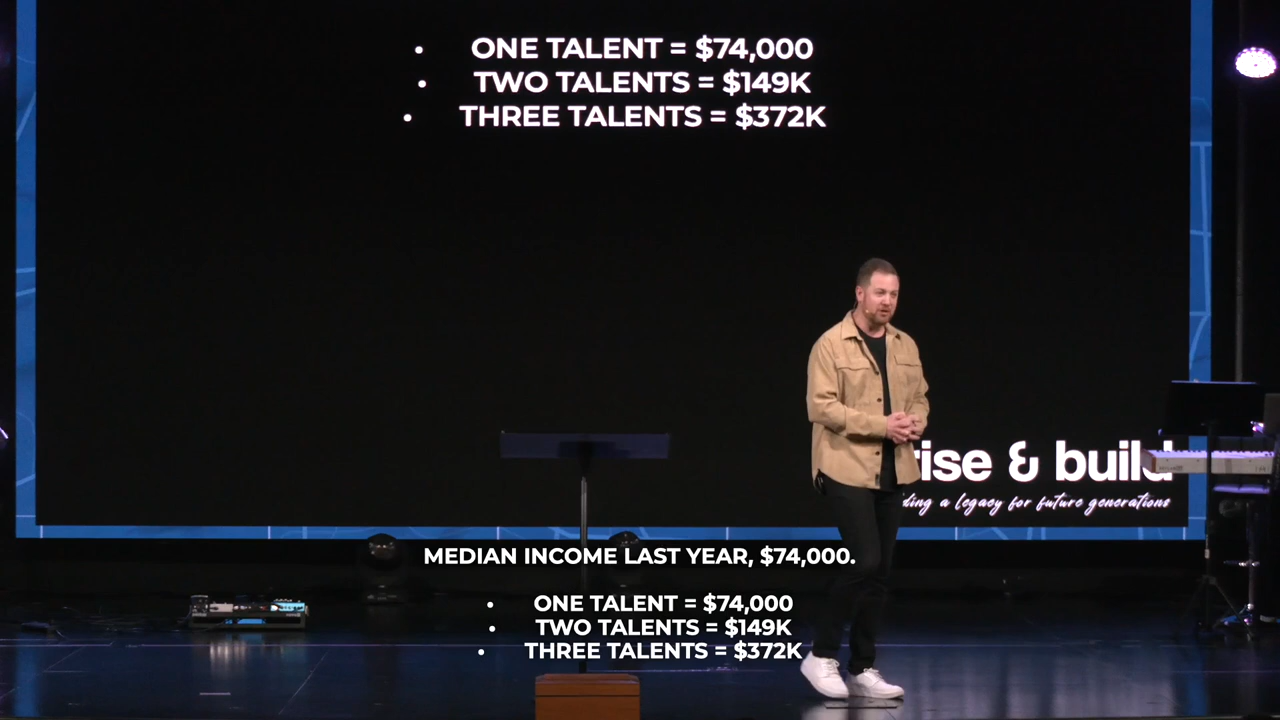 • ONE TALENT = $74,000
• TWO TALENTS = $149K
• THREE TALENTS = $372K
rise & build
a legacy for future generations
MEDIAN INCOME LAST YEAR, $74,000.
• ONE TALENT = $74,000
• TWO TALENTS = $149K
• THREE TALENTS = $372K